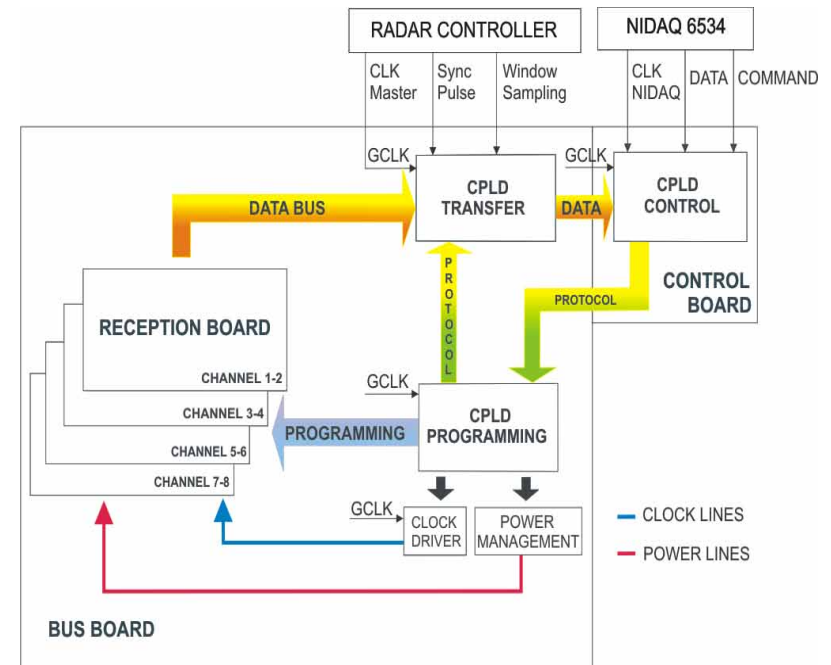 RADAR CONTROLLER
NIDAQ 6534
CLK
Master
Sync
Pulse
Window
Sampling
CLK
NIDAQ
DATA
COMMAND
GCLK
CPLD
TRANSFER
GCLK
CPLD
CONTROL
DATA BUS
DATA
PROTOCOL
PROTOCOL
CONTROL
BOARD
RECEPTION BOARD
CHANNEL 1-2
CHANNEL 3-4
CHANNEL 5-6
CHANNEL 7-8
GCLK
CPLD
PROGRAMMING
PROGRAMMING
GCLK
CLOCK
DRIVER
POWER
MANAGEMENT
CLOCK LINES
POWER LINES
BUS BOARD